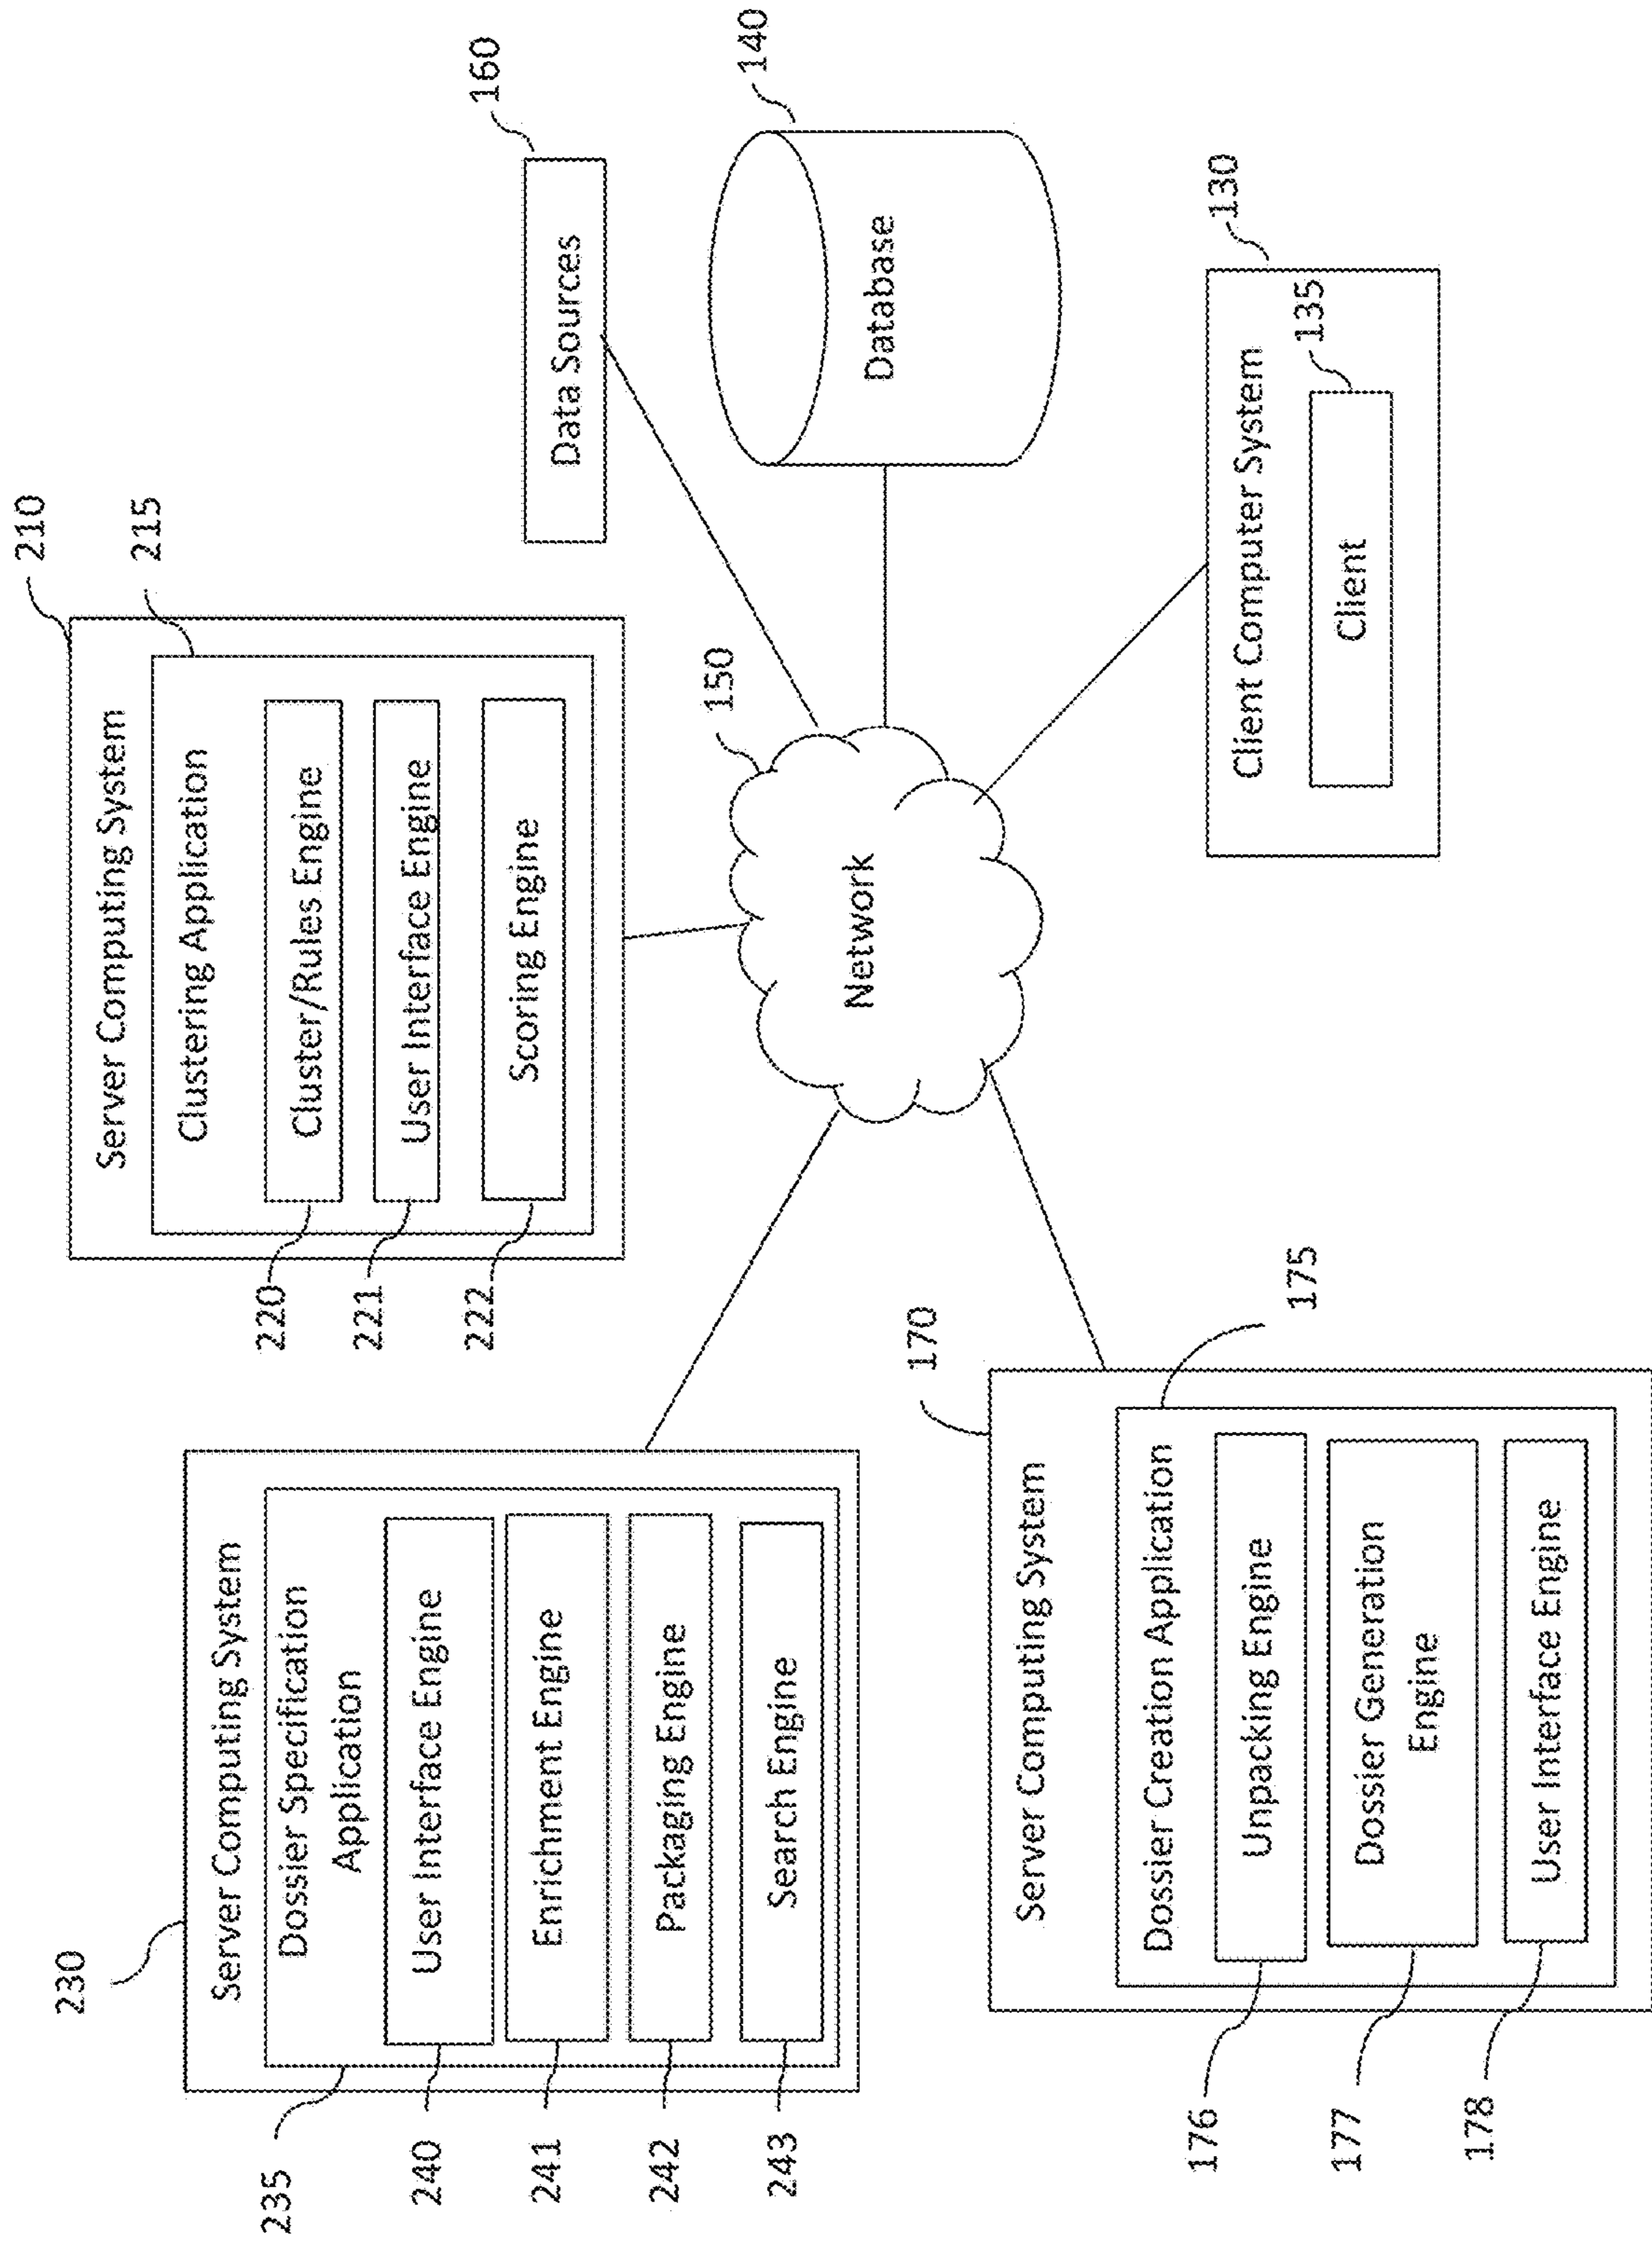 230
Server Computing System
Dossier Specification
Application
User Interface Engine
Enrichment Engine
Packaging Engine
Search Engine
235
240
241
242
243
210
Server Computing System
215
Clustering Application
Cluster/Rules Engine
User Interface Engine
Scoring Engine
220
221
222
160
Data Sources
140
Database
150
Network
170
Server Computing System
175
Dossier Creation Application
Unpacking Engine
Dossier Generation
Engine
User Interface Engine
176
177
178
130
Client Computer System
135
Client